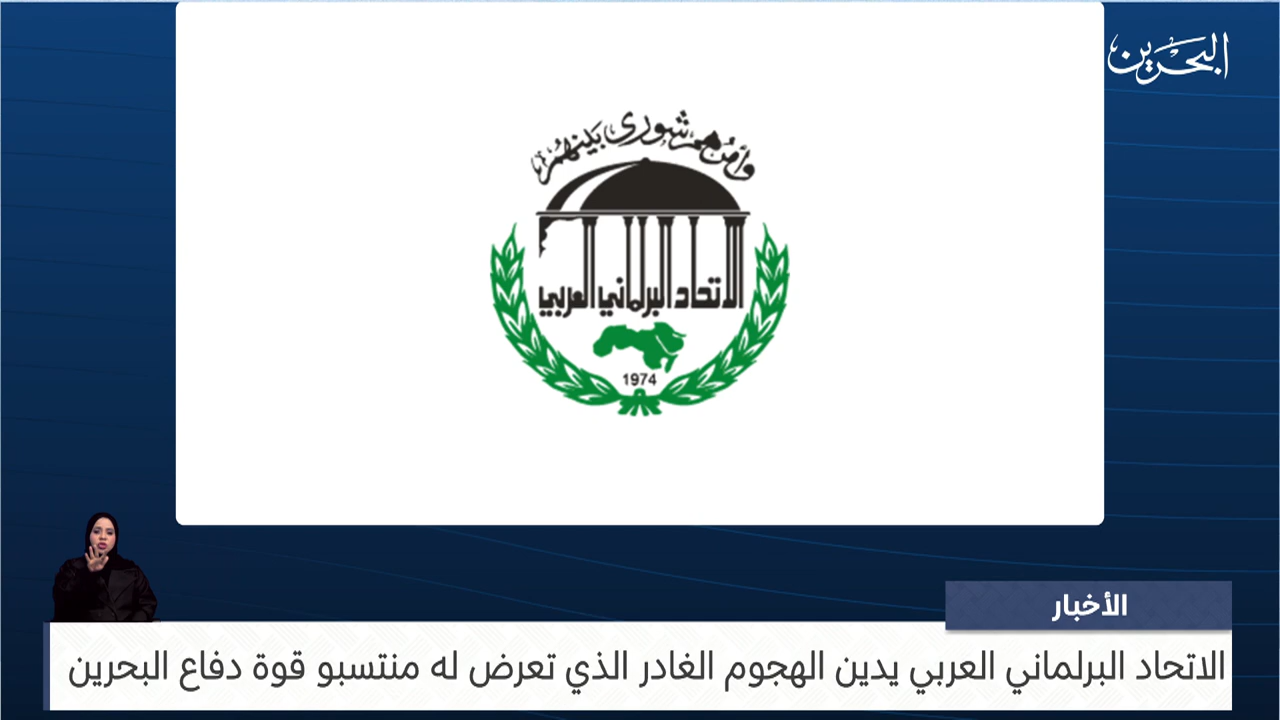 البحرين
وأمرهم شورى بينهم
الاتحاد البرلماني العربي
1974
الأخبار
الاتحاد البرلماني العربي يدين الهجوم الغادر الذي تعرض له منتسبو قوة دفاع البحرين